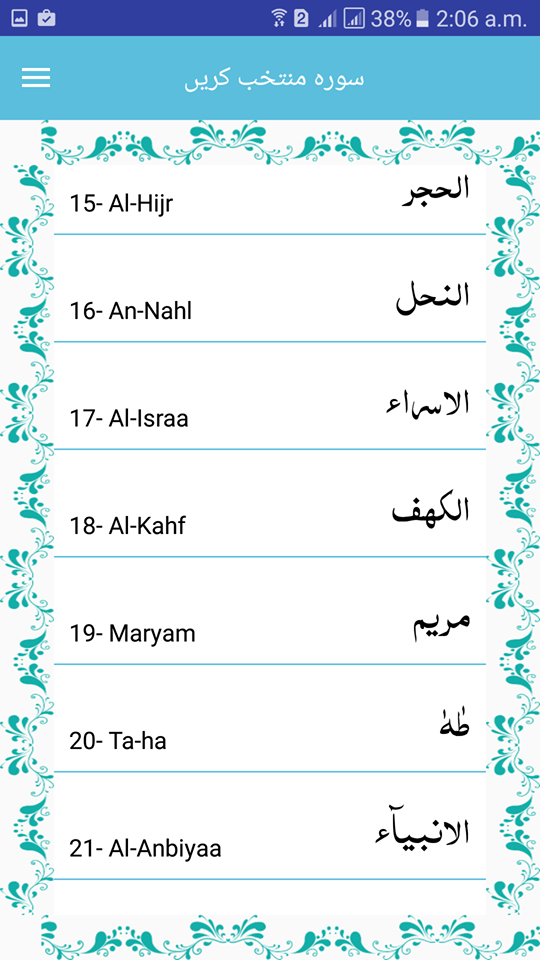 2 38% 2:06 a.m.
سورہ منتخب کریں
15- Al-Hijr الحجر
16- An-Nahl النحل
17- Al-Israa الاسراء
18- Al-Kahf الكهف
19- Maryam مريم
20- Ta-ha طٰهٰ
21- Al-Anbiyaa الانبيآء